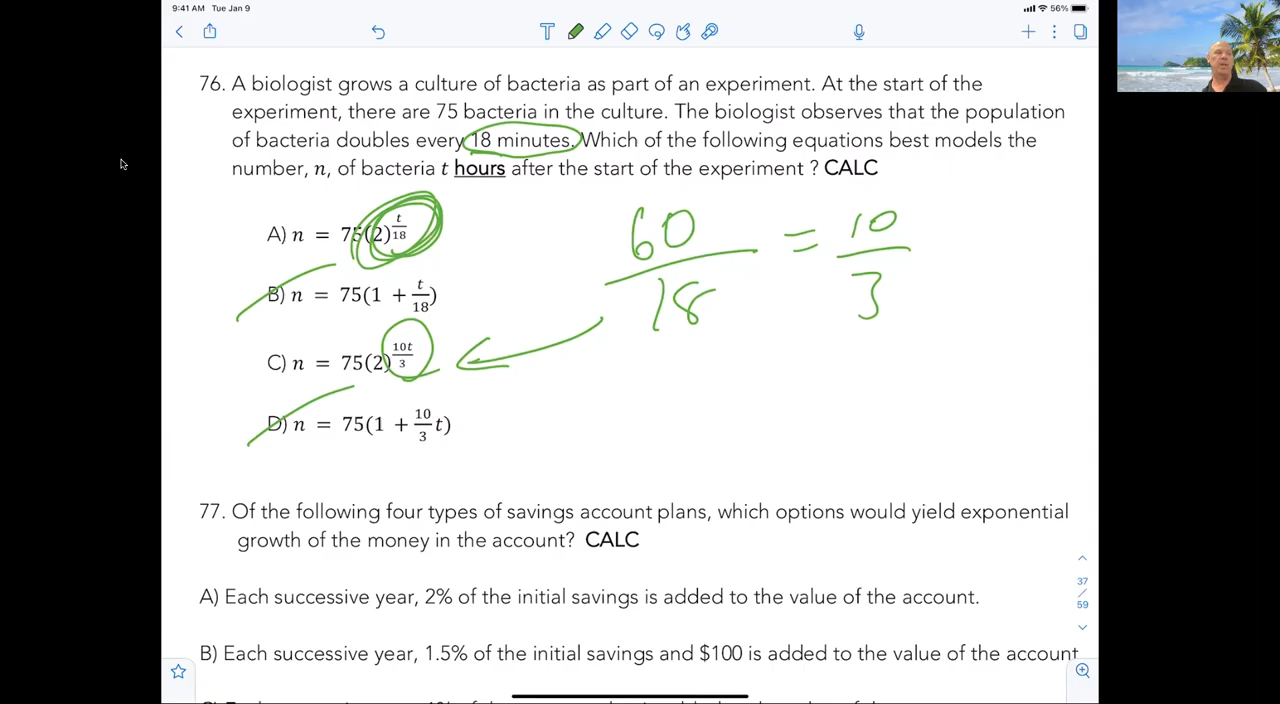 9:41 AM Tue Jan 9
56%
76. A biologist grows a culture of bacteria as part of an experiment. At the start of the
experiment, there are 75 bacteria in the culture. The biologist observes that the population
of bacteria doubles every 18 minutes. Which of the following equations best models the
number, n, of bacteria t hours after the start of the experiment ? CALC
A) n = 75(2)^(t/18)
60/18 = 10/3
B) n = 75(1 + t/18)
C) n = 75(2)^(10t/3)
D) n = 75(1 + 10/3 t)
77. Of the following four types of savings account plans, which options would yield exponential
growth of the money in the account? CALC
37
/
59
A) Each successive year, 2% of the initial savings is added to the value of the account.
B) Each successive year, 1.5% of the initial savings and $100 is added to the value of the account